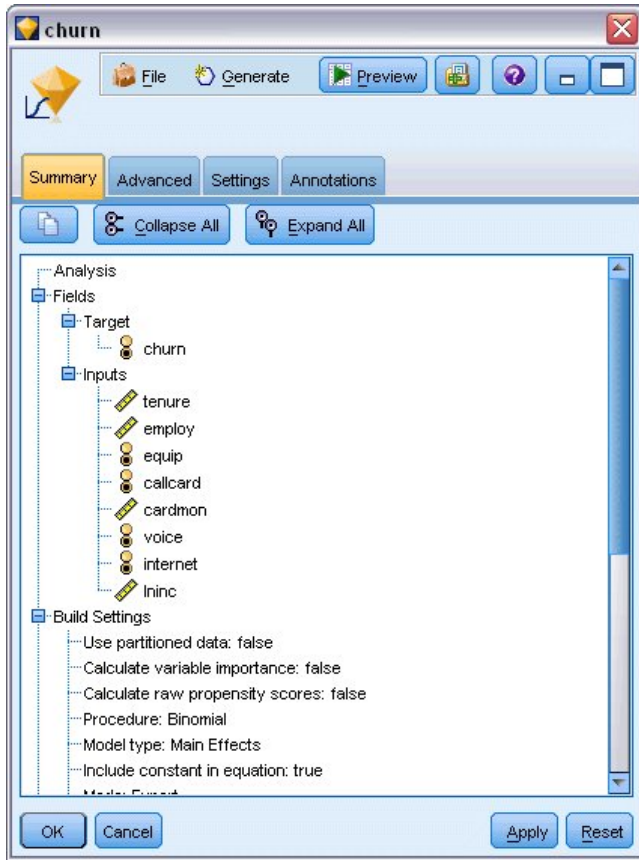 churn
File Generate Preview
Summary Advanced Settings Annotations
Collapse All Expand All
Analysis
Fields
Target
churn
Inputs
tenure
employ
equip
callcard
cardmon
voice
internet
lninc
Build Settings
Use partitioned data: false
Calculate variable importance: false
Calculate raw propensity scores: false
Procedure: Binomial
Model type: Main Effects
Include constant in equation: true
Mode: Expert
OK Cancel Apply Reset